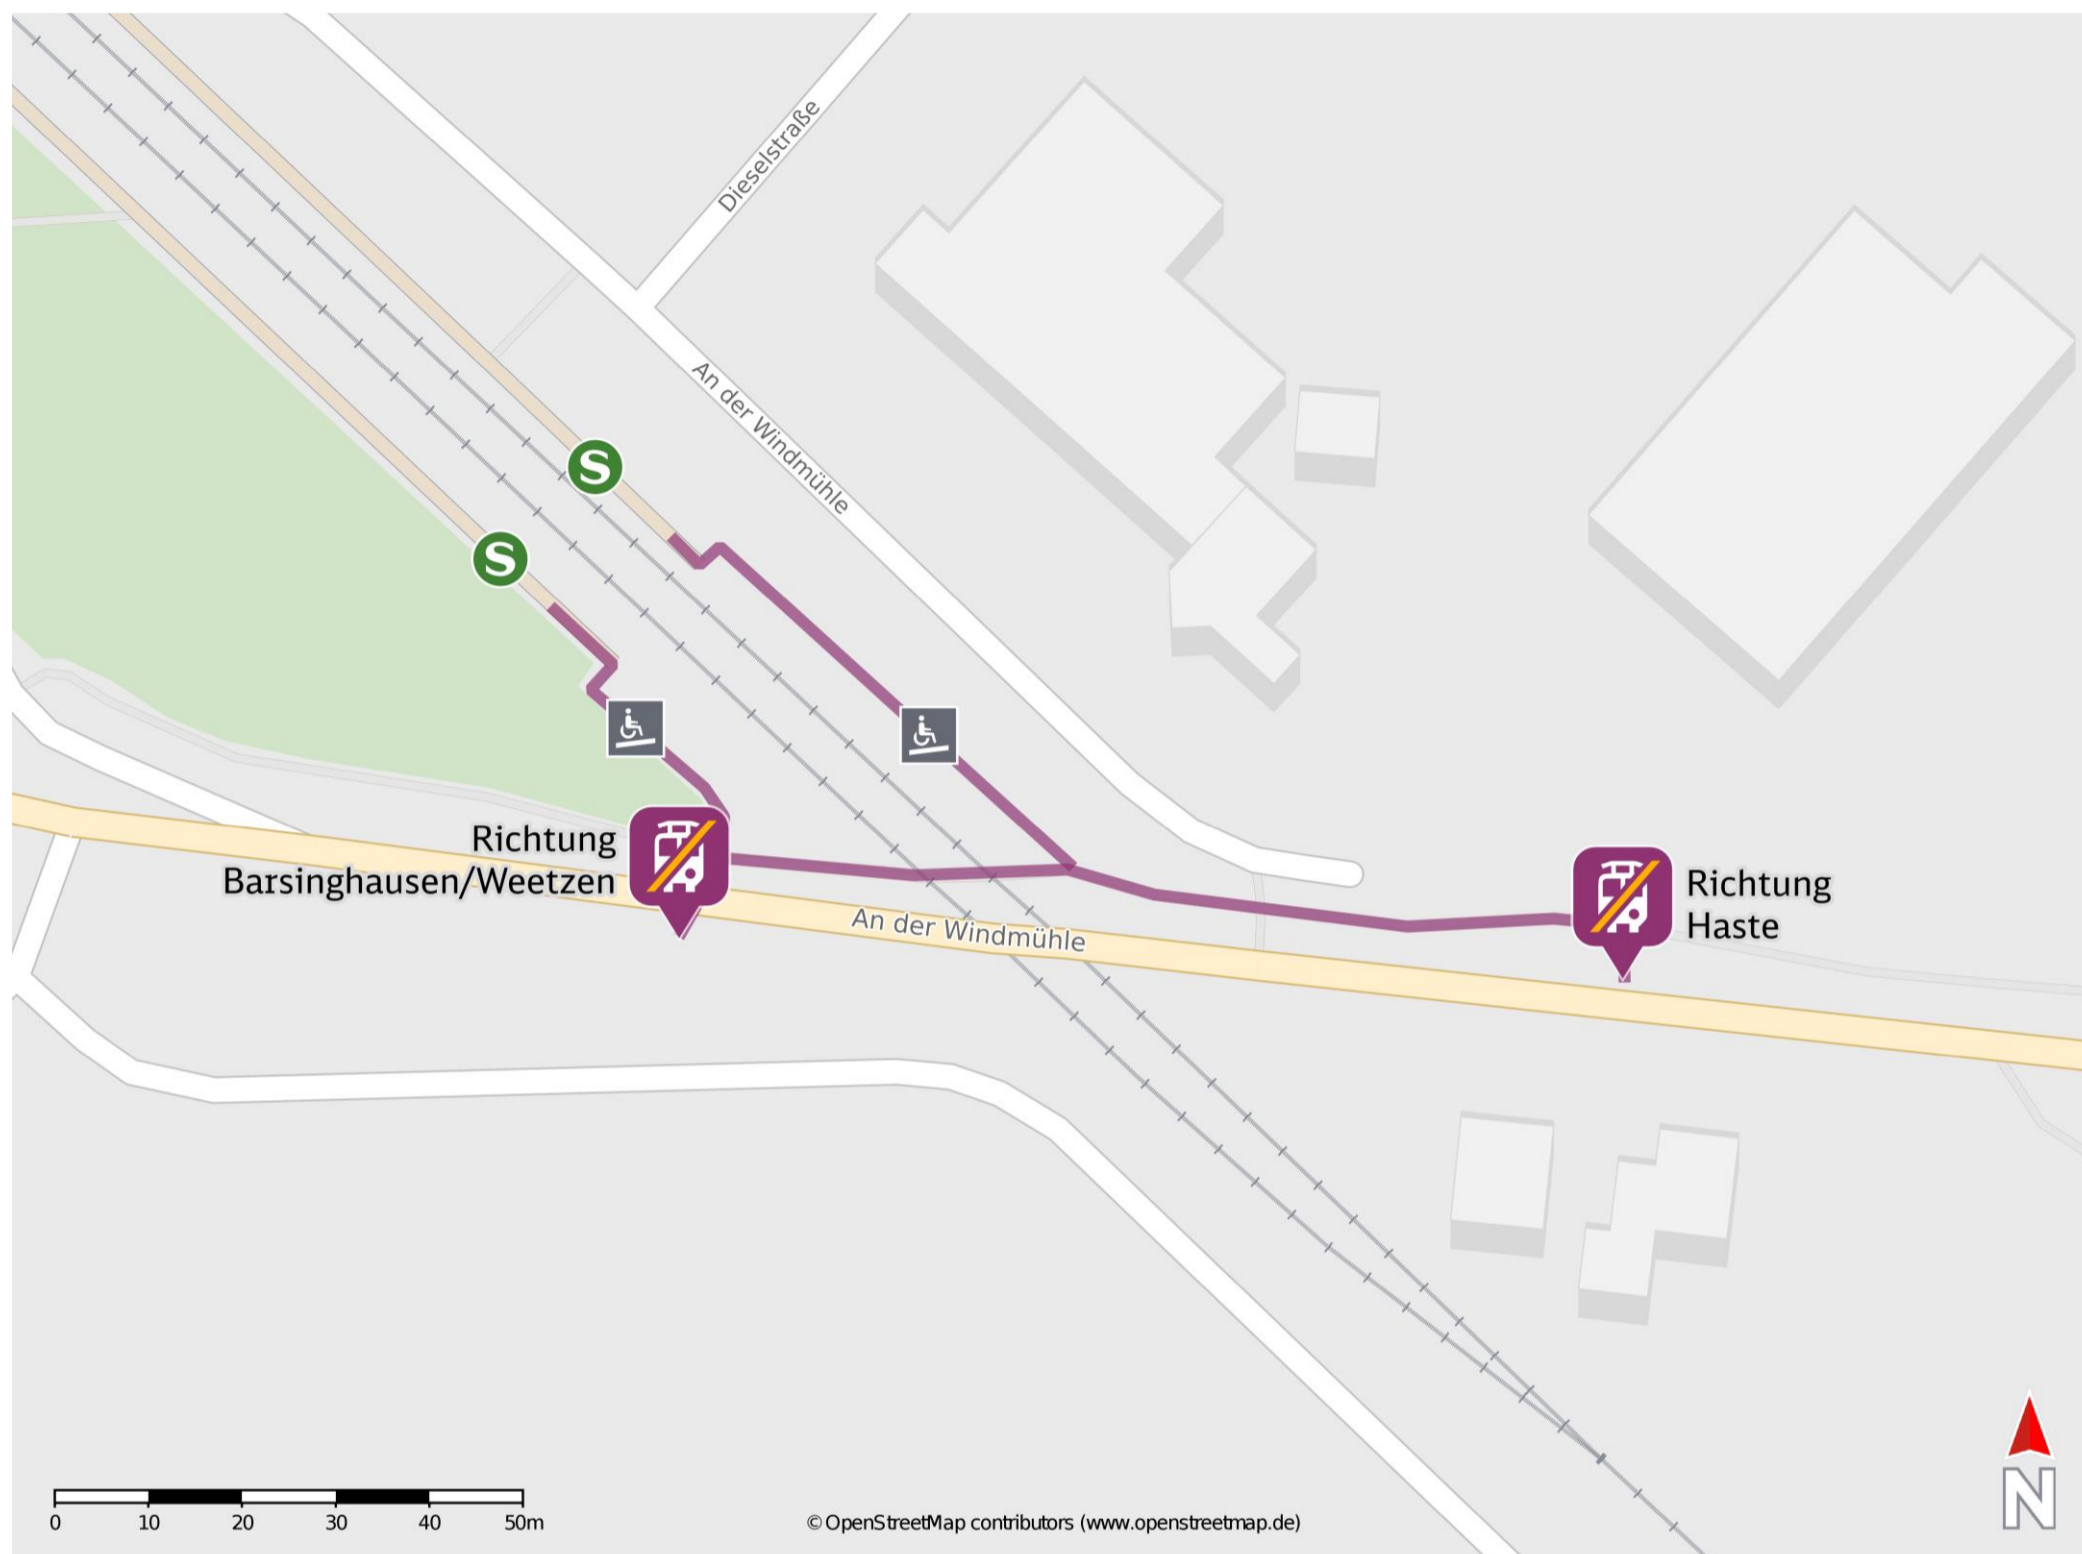 Dieselstraße
An der Windmühle
S
S
Richtung
Barsinghausen/Weetzen
An der Windmühle
Richtung
Haste
0 10 20 30 40 50m
© OpenStreetMap contributors (www.openstreetmap.de)
N